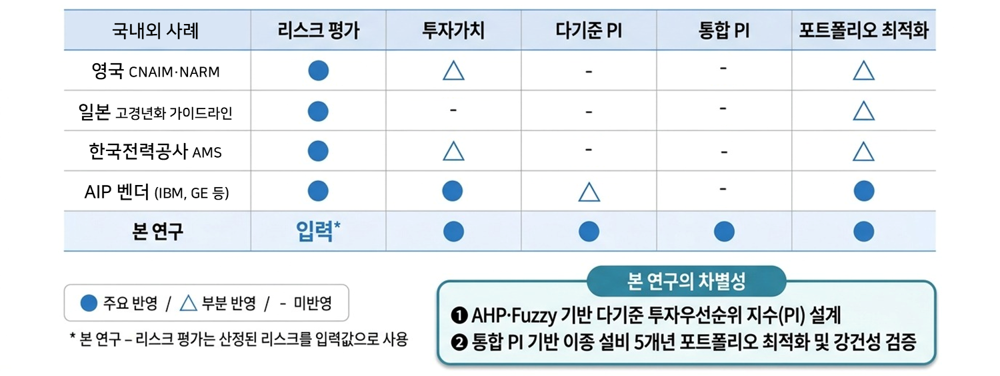 국내외 사례 리스크 평가 투자가치 다기준 PI 통합 PI 포트폴리오 최적화
영국 CNAIM·NARM ● △ - - △
일본 고경년화 가이드라인 ● - - - △
한국전력공사 AMS ● △ - - △
AIP 벤더 (IBM, GE 등) ● ● △ - ●
본 연구 입력* ● ● ● ●
● 주요 반영 / △ 부분 반영 / - 미반영
* 본 연구 – 리스크 평가는 산정된 리스크를 입력값으로 사용
본 연구의 차별성
❶ AHP·Fuzzy 기반 다기준 투자우선순위 지수(PI) 설계
❷ 통합 PI 기반 이종 설비 5개년 포트폴리오 최적화 및 강건성 검증